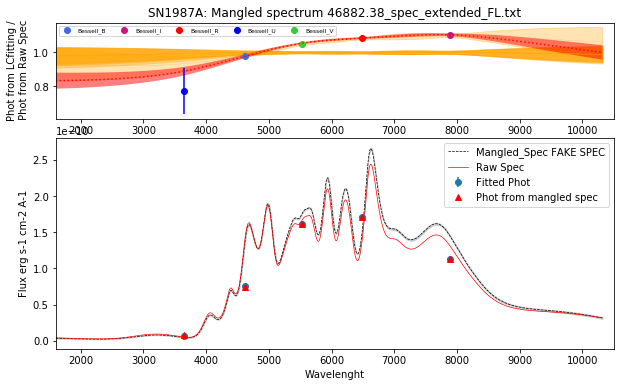 SN1987A: Mangled spectrum 46882.38_spec_extended_FL.txt
Phot from LCfitting /
Phot from Raw Spec
1.0
0.8
Bessell_B
Bessell_I
Bessell_R
Bessell_U
Bessell_V
2000 3000 4000 5000 6000 7000 8000 9000 10000
1e−10
Flux erg s-1 cm-2 A-1
2.5
2.0
1.5
1.0
0.5
0.0
Mangled_Spec FAKE SPEC
Raw Spec
Fitted Phot
Phot from mangled spec
2000 3000 4000 5000 6000 7000 8000 9000 10000
Wavelenght